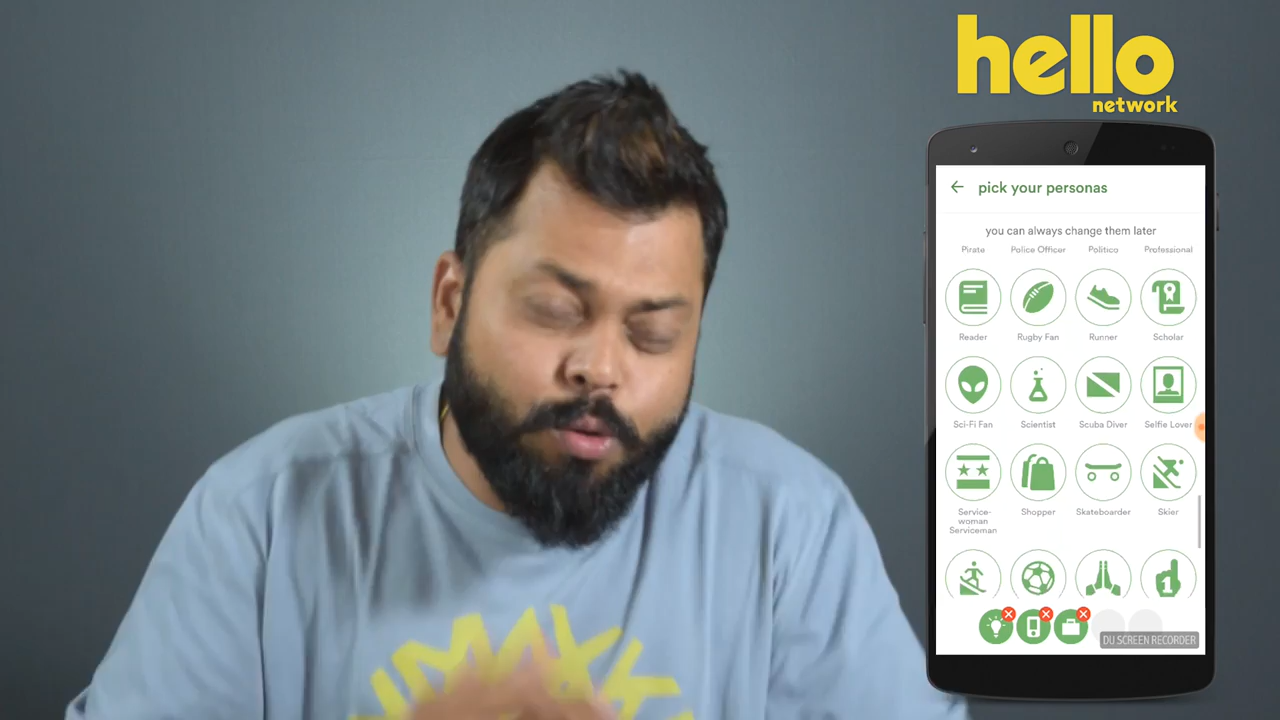 hello
network
pick your personas
you can always change them later
Pirate Police Officer Politico Professional
Reader Rugby Fan Runner Scholar
Sci-Fi Fan Scientist Scuba Diver Selfie Lover
Service-
woman
Serviceman
Shopper Skateboarder Skier
1
DU SCREEN RECORDER